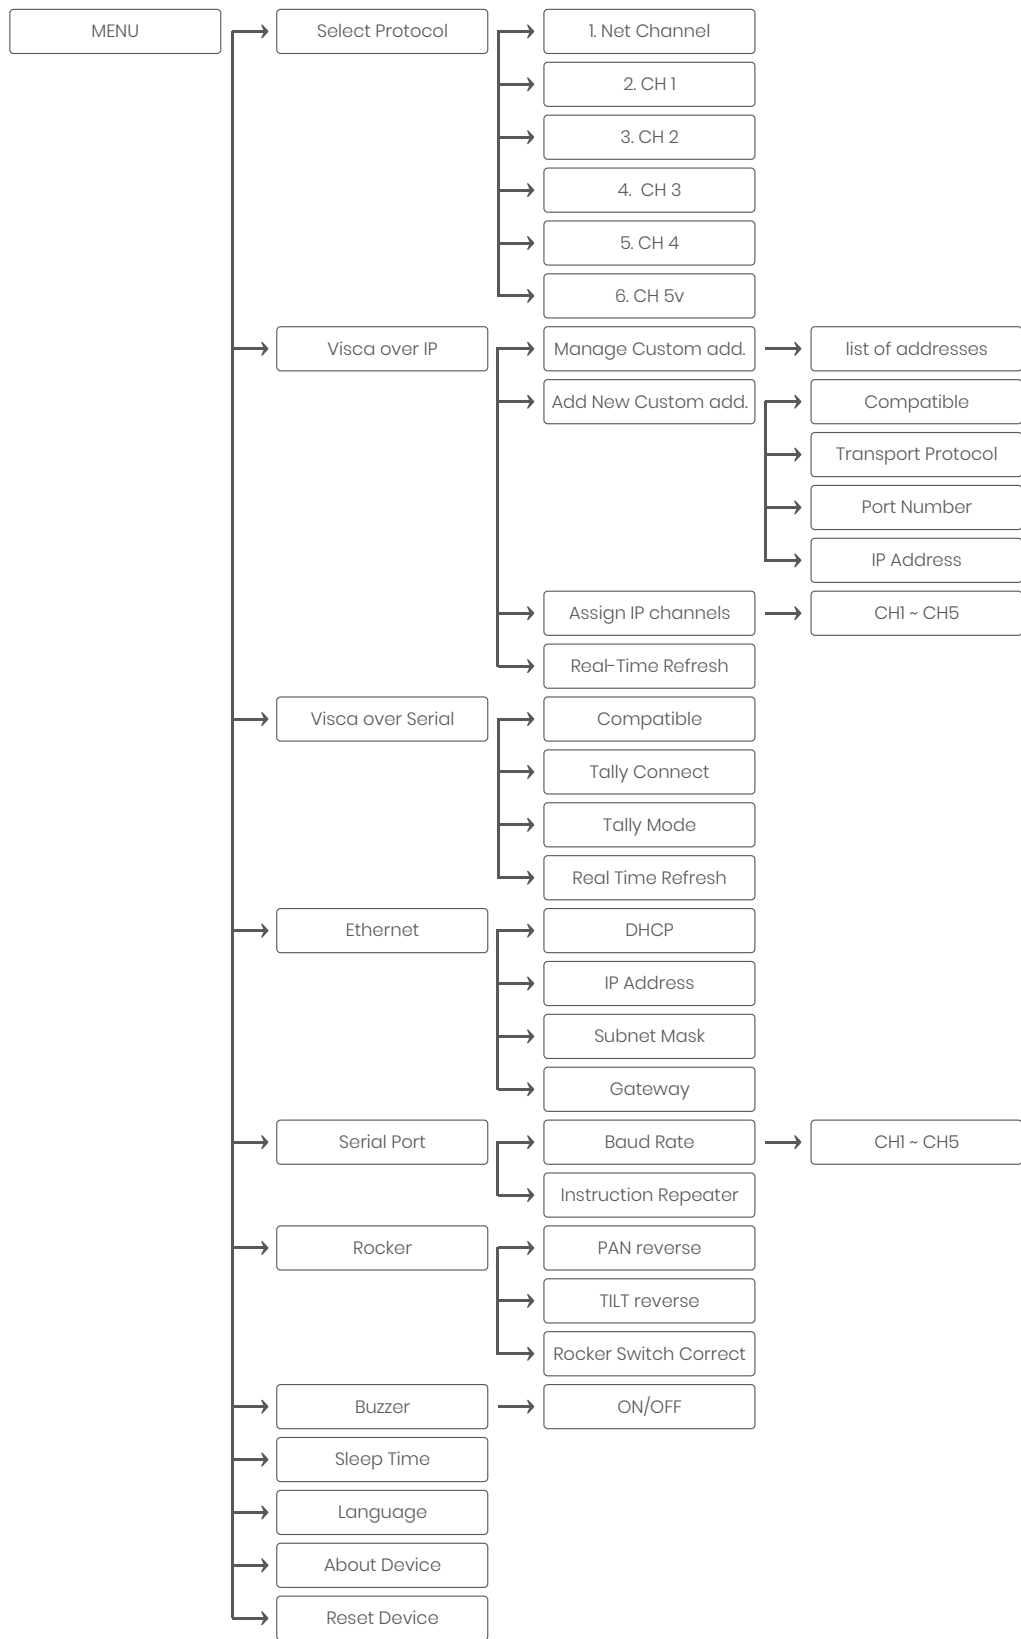 MENU
Select Protocol
1. Net Channel
2. CH 1
3. CH 2
4. CH 3
5. CH 4
6. CH 5v
Visca over IP
Manage Custom add.
list of addresses
Add New Custom add.
Compatible
Transport Protocol
Port Number
IP Address
Assign IP channels
CH1 ~ CH5
Real-Time Refresh
Visca over Serial
Compatible
Tally Connect
Tally Mode
Real Time Refresh
Ethernet
DHCP
IP Address
Subnet Mask
Gateway
Serial Port
Baud Rate
CH1 ~ CH5
Instruction Repeater
Rocker
PAN reverse
TILT reverse
Rocker Switch Correct
Buzzer
ON/OFF
Sleep Time
Language
About Device
Reset Device